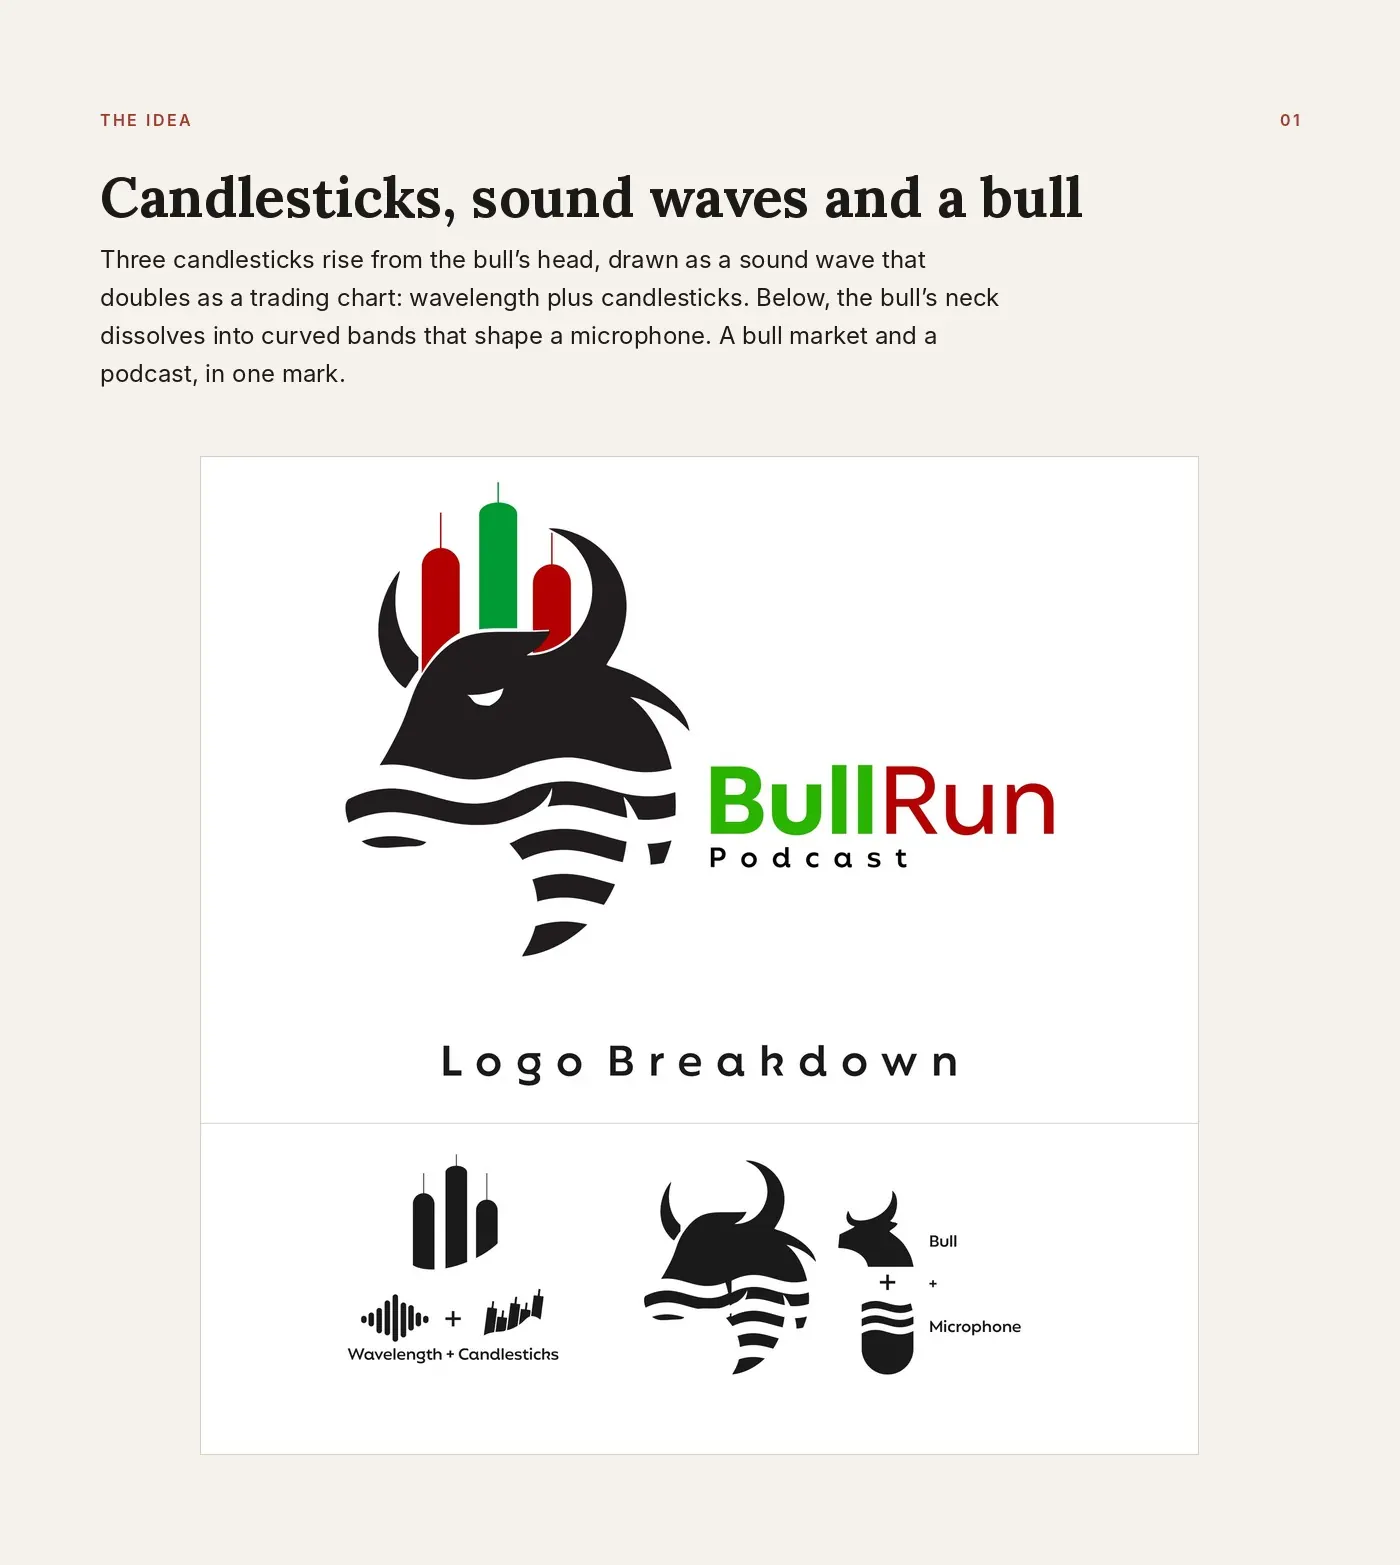 THE IDEA
01
Candlesticks, sound waves and a bull
Three candlesticks rise from the bull’s head, drawn as a sound wave that
doubles as a trading chart: wavelength plus candlesticks. Below, the bull’s neck
dissolves into curved bands that shape a microphone. A bull market and a
podcast, in one mark.
BullRun
Podcast
Logo Breakdown
Bull
+
+
Microphone
+
Wavelength + Candlesticks